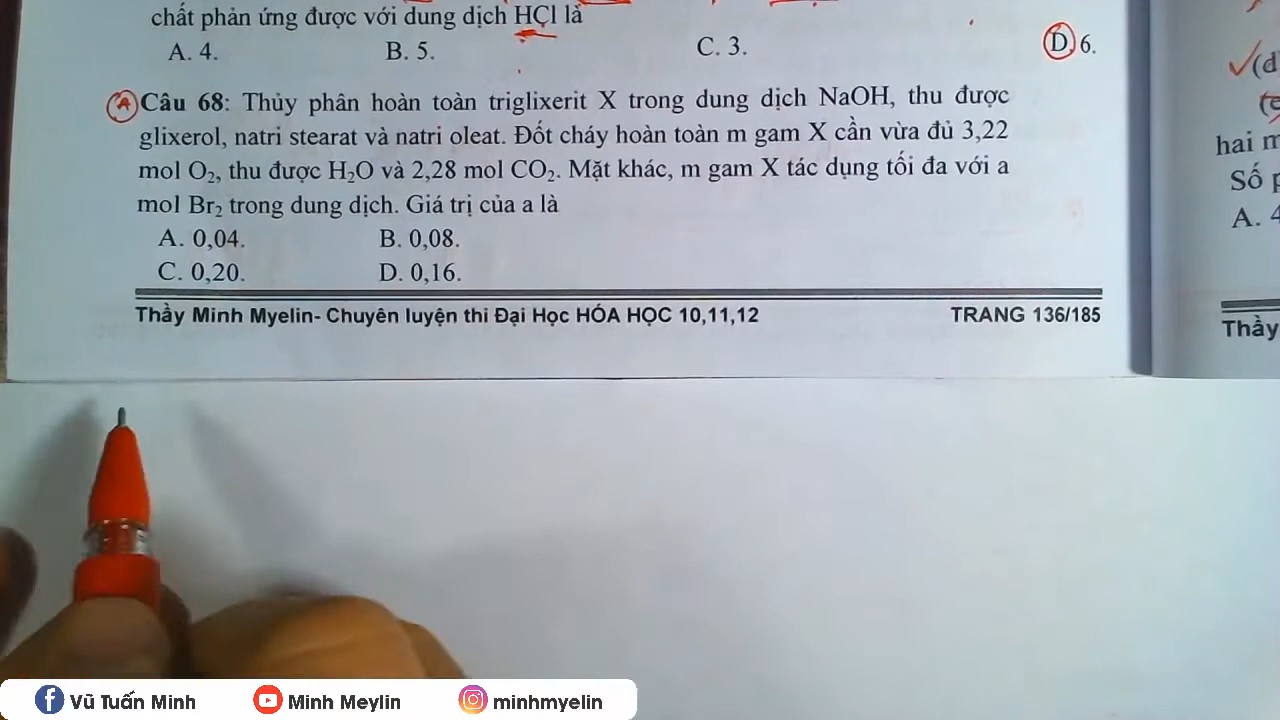 chất phản ứng được với dung dịch HCl là
A. 4. B. 5. C. 3. D. 6.
(A) Câu 68: Thủy phân hoàn toàn triglixerit X trong dung dịch NaOH, thu được
glixerol, natri stearat và natri oleat. Đốt cháy hoàn toàn m gam X cần vừa đủ 3,22
mol O₂, thu được H₂O và 2,28 mol CO₂. Mặt khác, m gam X tác dụng tối đa với a
mol Br₂ trong dung dịch. Giá trị của a là
A. 0,04. B. 0,08.
C. 0,20. D. 0,16.
Thầy Minh Myelin- Chuyên luyện thi Đại Học HÓA HỌC 10,11,12 TRANG 136/185
(d
hai m
Số p
A. 4
Thầy
Vũ Tuấn Minh Minh Meylin minhmyelin